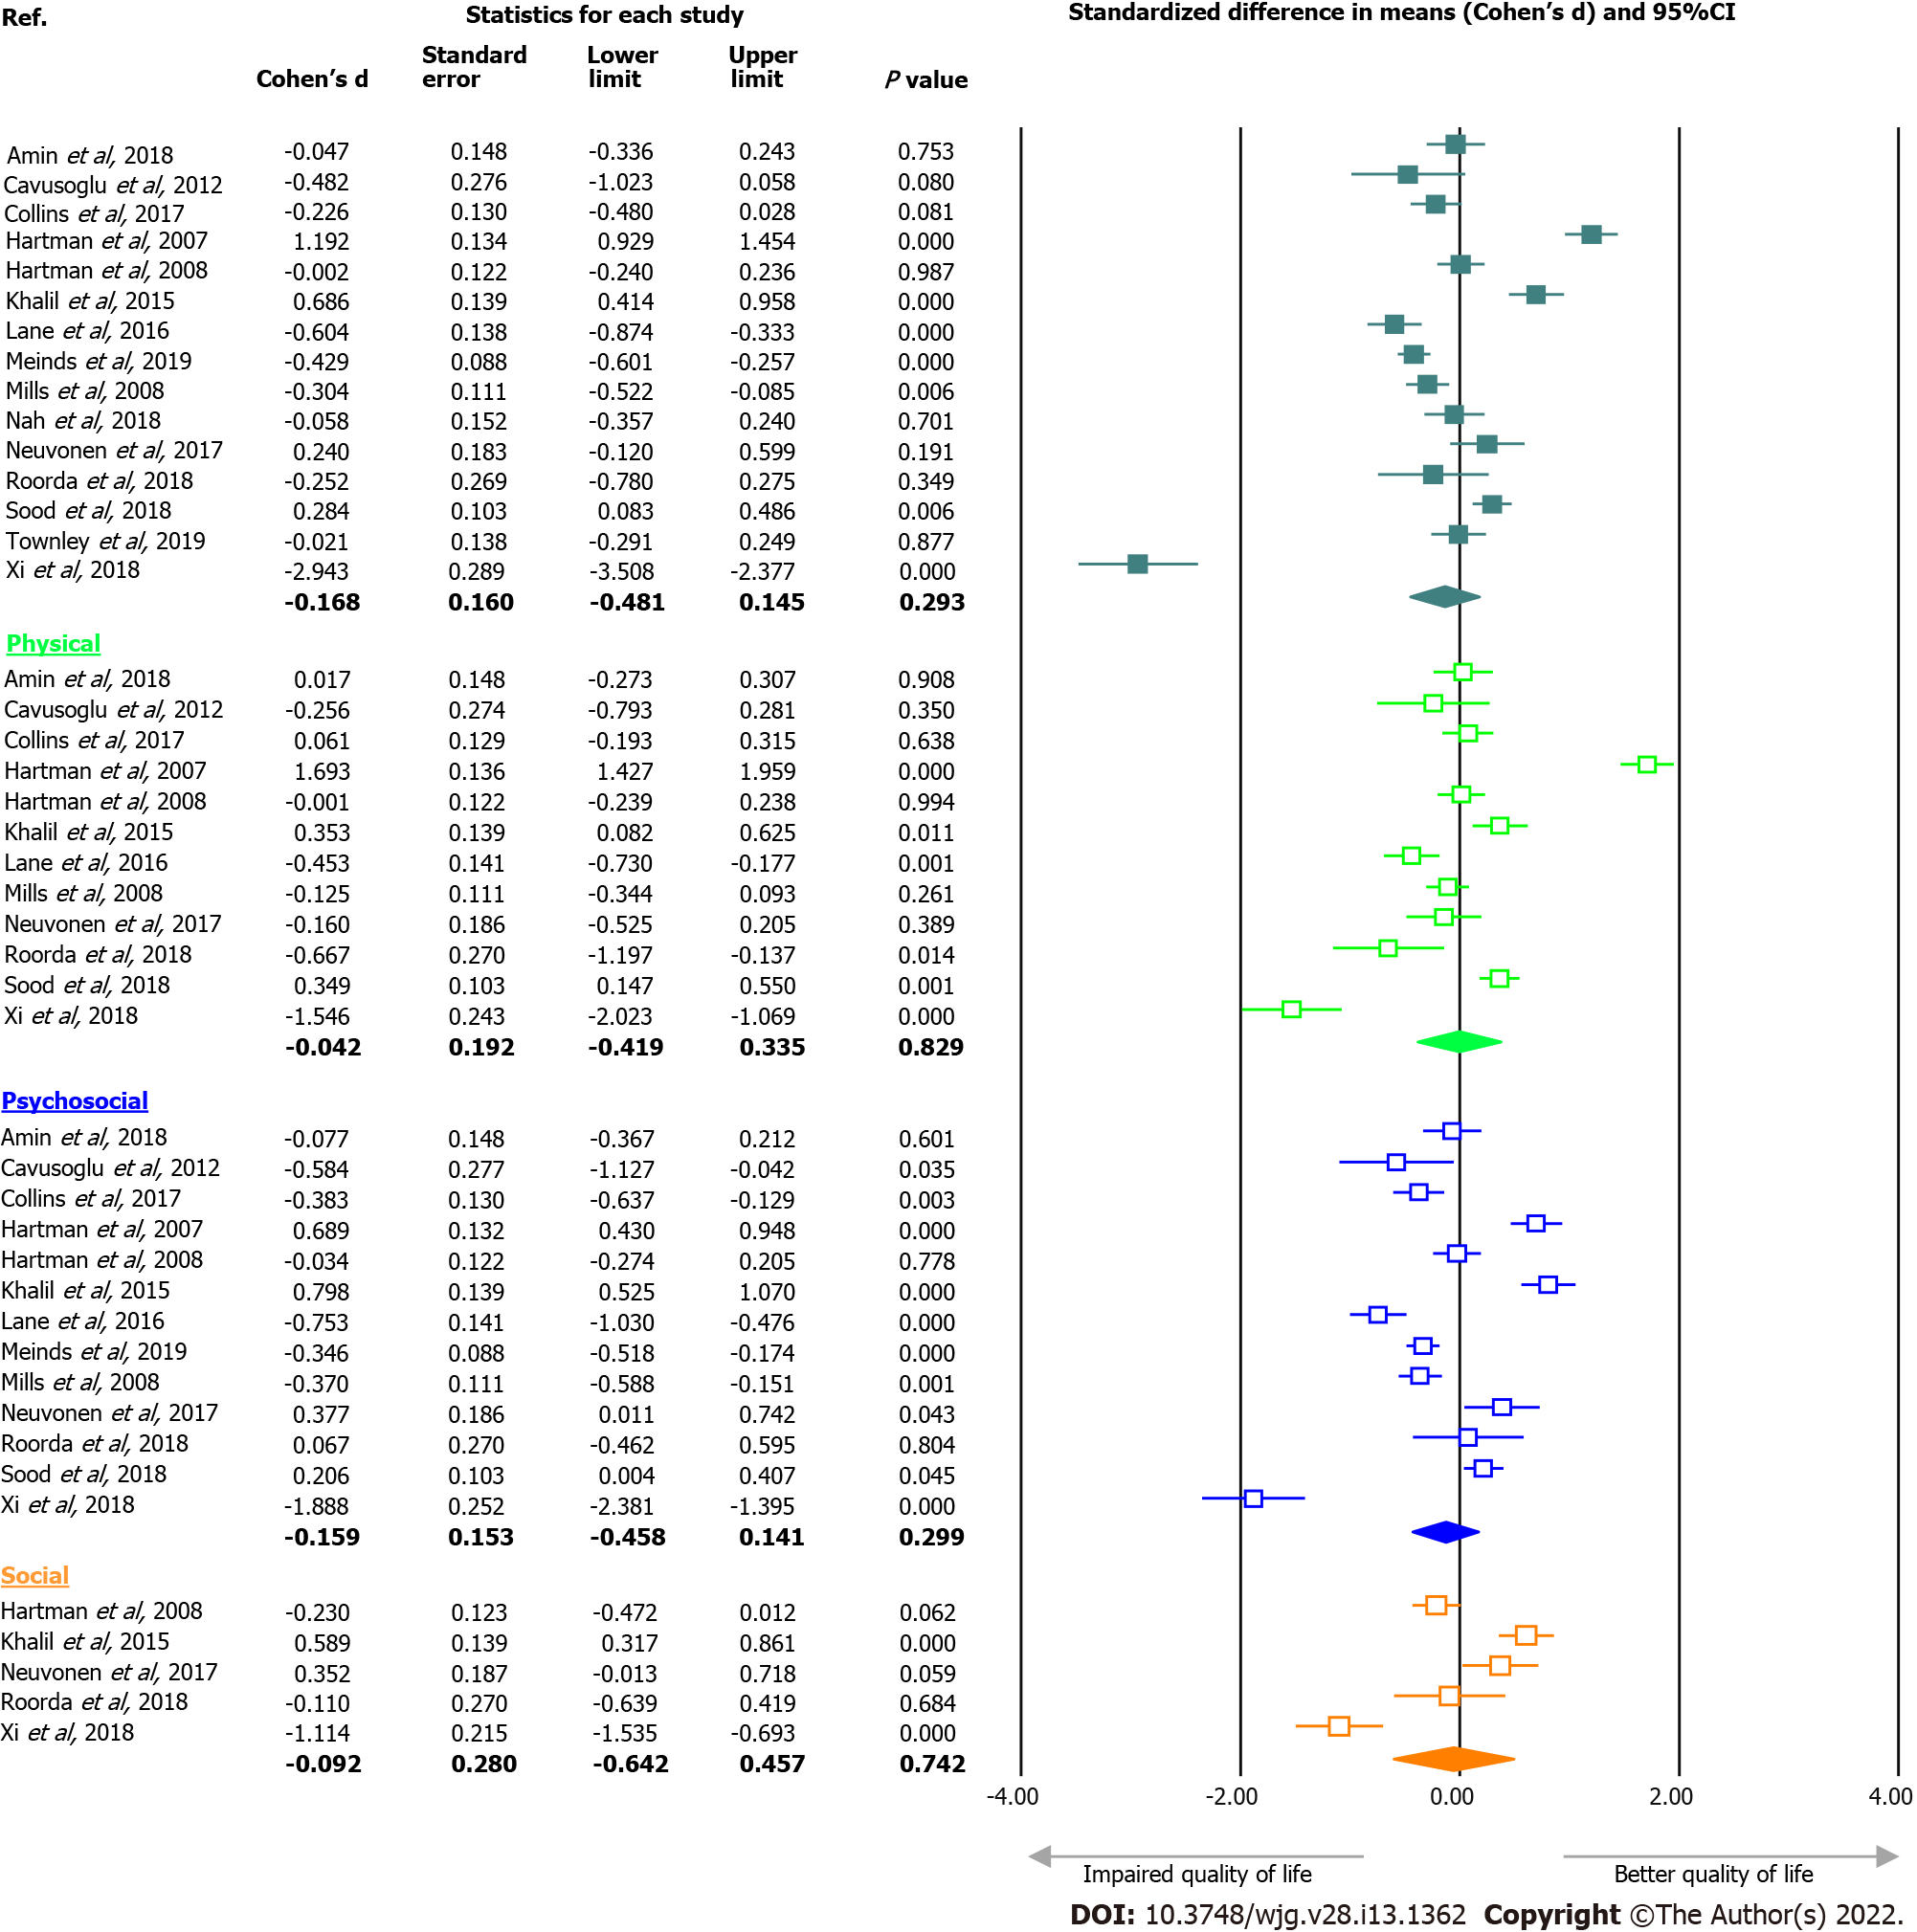 Ref. Statistics for each study Standardized difference in means (Cohen's d) and 95%CI
Cohen's d Standard error Lower limit Upper limit P value
Amin et al, 2018 -0.047 0.148 -0.336 0.243 0.753
Cavusoglu et al, 2012 -0.482 0.276 -1.023 0.058 0.080
Collins et al, 2017 -0.226 0.130 -0.480 0.028 0.081
Hartman et al, 2007 1.192 0.134 0.929 1.454 0.000
Hartman et al, 2008 -0.002 0.122 -0.240 0.236 0.987
Khalil et al, 2015 0.686 0.139 0.414 0.958 0.000
Lane et al, 2016 -0.604 0.138 -0.874 -0.333 0.000
Meinds et al, 2019 -0.429 0.088 -0.601 -0.257 0.000
Mills et al, 2008 -0.304 0.111 -0.522 -0.085 0.006
Nah et al, 2018 -0.058 0.152 -0.357 0.240 0.701
Neuvonen et al, 2017 0.240 0.183 -0.120 0.599 0.191
Roorda et al, 2018 -0.252 0.269 -0.780 0.275 0.349
Sood et al, 2018 0.284 0.103 0.083 0.486 0.006
Townley et al, 2019 -0.021 0.138 -0.291 0.249 0.877
Xi et al, 2018 -2.943 0.289 -3.508 -2.377 0.000
-0.168 0.160 -0.481 0.145 0.293
Physical
Amin et al, 2018 0.017 0.148 -0.273 0.307 0.908
Cavusoglu et al, 2012 -0.256 0.274 -0.793 0.281 0.350
Collins et al, 2017 0.061 0.129 -0.193 0.315 0.638
Hartman et al, 2007 1.693 0.136 1.427 1.959 0.000
Hartman et al, 2008 -0.001 0.122 -0.239 0.238 0.994
Khalil et al, 2015 0.353 0.139 0.082 0.625 0.011
Lane et al, 2016 -0.453 0.141 -0.730 -0.177 0.001
Mills et al, 2008 -0.125 0.111 -0.344 0.093 0.261
Neuvonen et al, 2017 -0.160 0.186 -0.525 0.205 0.389
Roorda et al, 2018 -0.667 0.270 -1.197 -0.137 0.014
Sood et al, 2018 0.349 0.103 0.147 0.550 0.001
Xi et al, 2018 -1.546 0.243 -2.023 -1.069 0.000
-0.042 0.192 -0.419 0.335 0.829
Psychosocial
Amin et al, 2018 -0.077 0.148 -0.367 0.212 0.601
Cavusoglu et al, 2012 -0.584 0.277 -1.127 -0.042 0.035
Collins et al, 2017 -0.383 0.130 -0.637 -0.129 0.003
Hartman et al, 2007 0.689 0.132 0.430 0.948 0.000
Hartman et al, 2008 -0.034 0.122 -0.274 0.205 0.778
Khalil et al, 2015 0.798 0.139 0.525 1.070 0.000
Lane et al, 2016 -0.753 0.141 -1.030 -0.476 0.000
Meinds et al, 2019 -0.346 0.088 -0.518 -0.174 0.000
Mills et al, 2008 -0.370 0.111 -0.588 -0.151 0.001
Neuvonen et al, 2017 0.377 0.186 0.011 0.742 0.043
Roorda et al, 2018 0.067 0.270 -0.462 0.595 0.804
Sood et al, 2018 0.206 0.103 0.004 0.407 0.045
Xi et al, 2018 -1.888 0.252 -2.381 -1.395 0.000
-0.159 0.153 -0.458 0.141 0.299
Social
Hartman et al, 2008 -0.230 0.123 -0.472 0.012 0.062
Khalil et al, 2015 0.589 0.139 0.317 0.861 0.000
Neuvonen et al, 2017 0.352 0.187 -0.013 0.718 0.059
Roorda et al, 2018 -0.110 0.270 -0.639 0.419 0.684
Xi et al, 2018 -1.114 0.215 -1.535 -0.693 0.000
-0.092 0.280 -0.642 0.457 0.742
-4.00 -2.00 0.00 2.00 4.00
Impaired quality of life Better quality of life
DOI: 10.3748/wjg.v28.i13.1362 Copyright ©The Author(s) 2022.